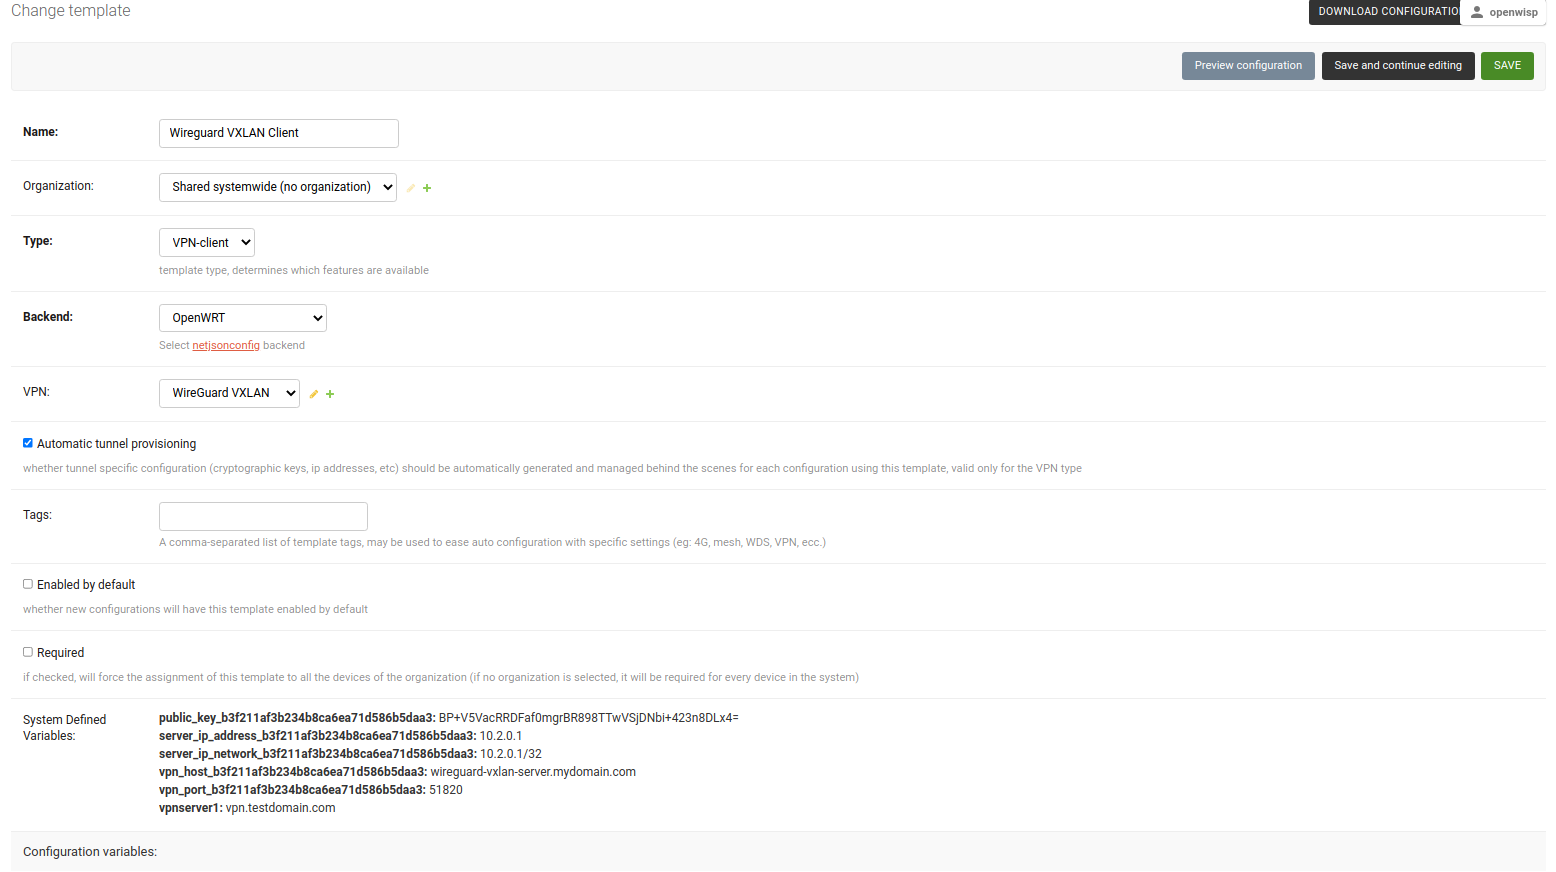 Change template
DOWNLOAD CONFIGURATIO
openwisp
Preview configuration
Save and continue editing
SAVE
Name:
Wireguard VXLAN Client
Organization:
Shared systemwide (no organization)
Type:
VPN-client
template type, determines which features are available
Backend:
OpenWRT
Select netjsonconfig backend
VPN:
WireGuard VXLAN
Automatic tunnel provisioning
whether tunnel specific configuration (cryptographic keys, ip addresses, etc) should be automatically generated and managed behind the scenes for each configuration using this template, valid only for the VPN type
Tags:
A comma-separated list of template tags, may be used to ease auto configuration with specific settings (eg: 4G, mesh, WDS, VPN, ecc.)
Enabled by default
whether new configurations will have this template enabled by default
Required
if checked, will force the assignment of this template to all the devices of the organization (if no organization is selected, it will be required for every device in the system)
System Defined
Variables:
public_key_b3f211af3b234b8ca6ea71d586b5daa3: BP+V5VacRRDFaf0mgrBR898TTwVSjDNbi+423n8DLx4=
server_ip_address_b3f211af3b234b8ca6ea71d586b5daa3: 10.2.0.1
server_ip_network_b3f211af3b234b8ca6ea71d586b5daa3: 10.2.0.1/32
vpn_host_b3f211af3b234b8ca6ea71d586b5daa3: wireguard-vxlan-server.mydomain.com
vpn_port_b3f211af3b234b8ca6ea71d586b5daa3: 51820
vpnserver1: vpn.testdomain.com
Configuration variables: